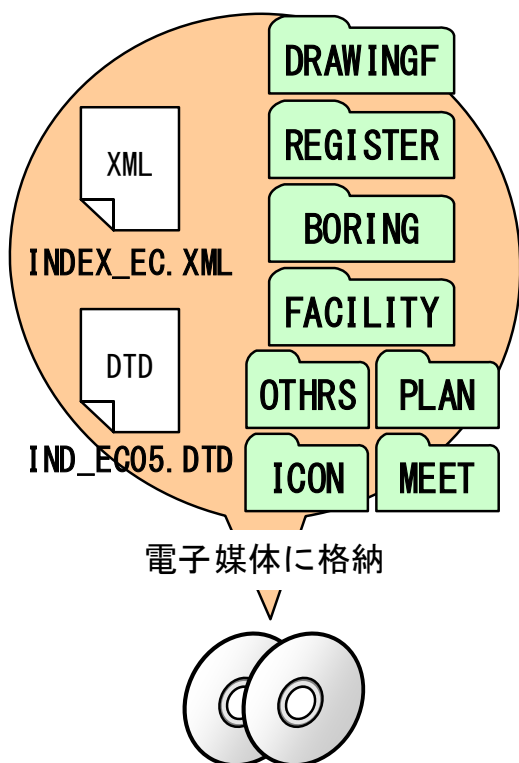 DRAWINGF
XML
REGISTER
BORING
INDEX_EC.XML
FACILITY
DTD
OTHRS PLAN
IND_EC05.DTD
ICON MEET
電子媒体に格納